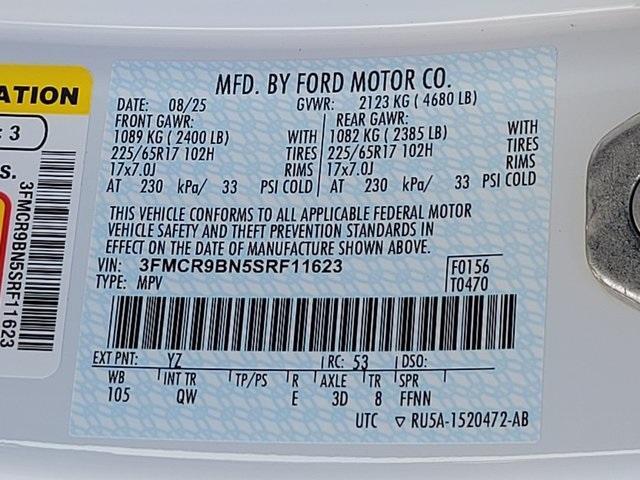 ATION
: 3
s.
3FMCR9BN5SRF11623
MFD. BY FORD MOTOR CO.
DATE: 08/25 GVWR: 2123 KG ( 4680 LB)
FRONT GAWR: REAR GAWR:
1089 KG ( 2400 LB) WITH 1082 KG ( 2385 LB) WITH
225/65R17 102H TIRES 225/65R17 102H TIRES
17x7.0J RIMS 17x7.0J RIMS
AT 230 kPa/ 33 PSI COLD AT 230 kPa/ 33 PSI COLD
THIS VEHICLE CONFORMS TO ALL APPLICABLE FEDERAL MOTOR
VEHICLE SAFETY AND THEFT PREVENTION STANDARDS IN
EFFECT ON THE DATE OF MANUFACTURE SHOWN ABOVE.
VIN: 3FMCR9BN5SRF11623 F0156
TYPE: MPV T0470
EXT PNT: YZ RC: 53 DSO:
WB INT TR TP/PS R AXLE TR SPR
105 QW E 3D 8 FFNN
UTC ▽ RU5A-1520472-AB